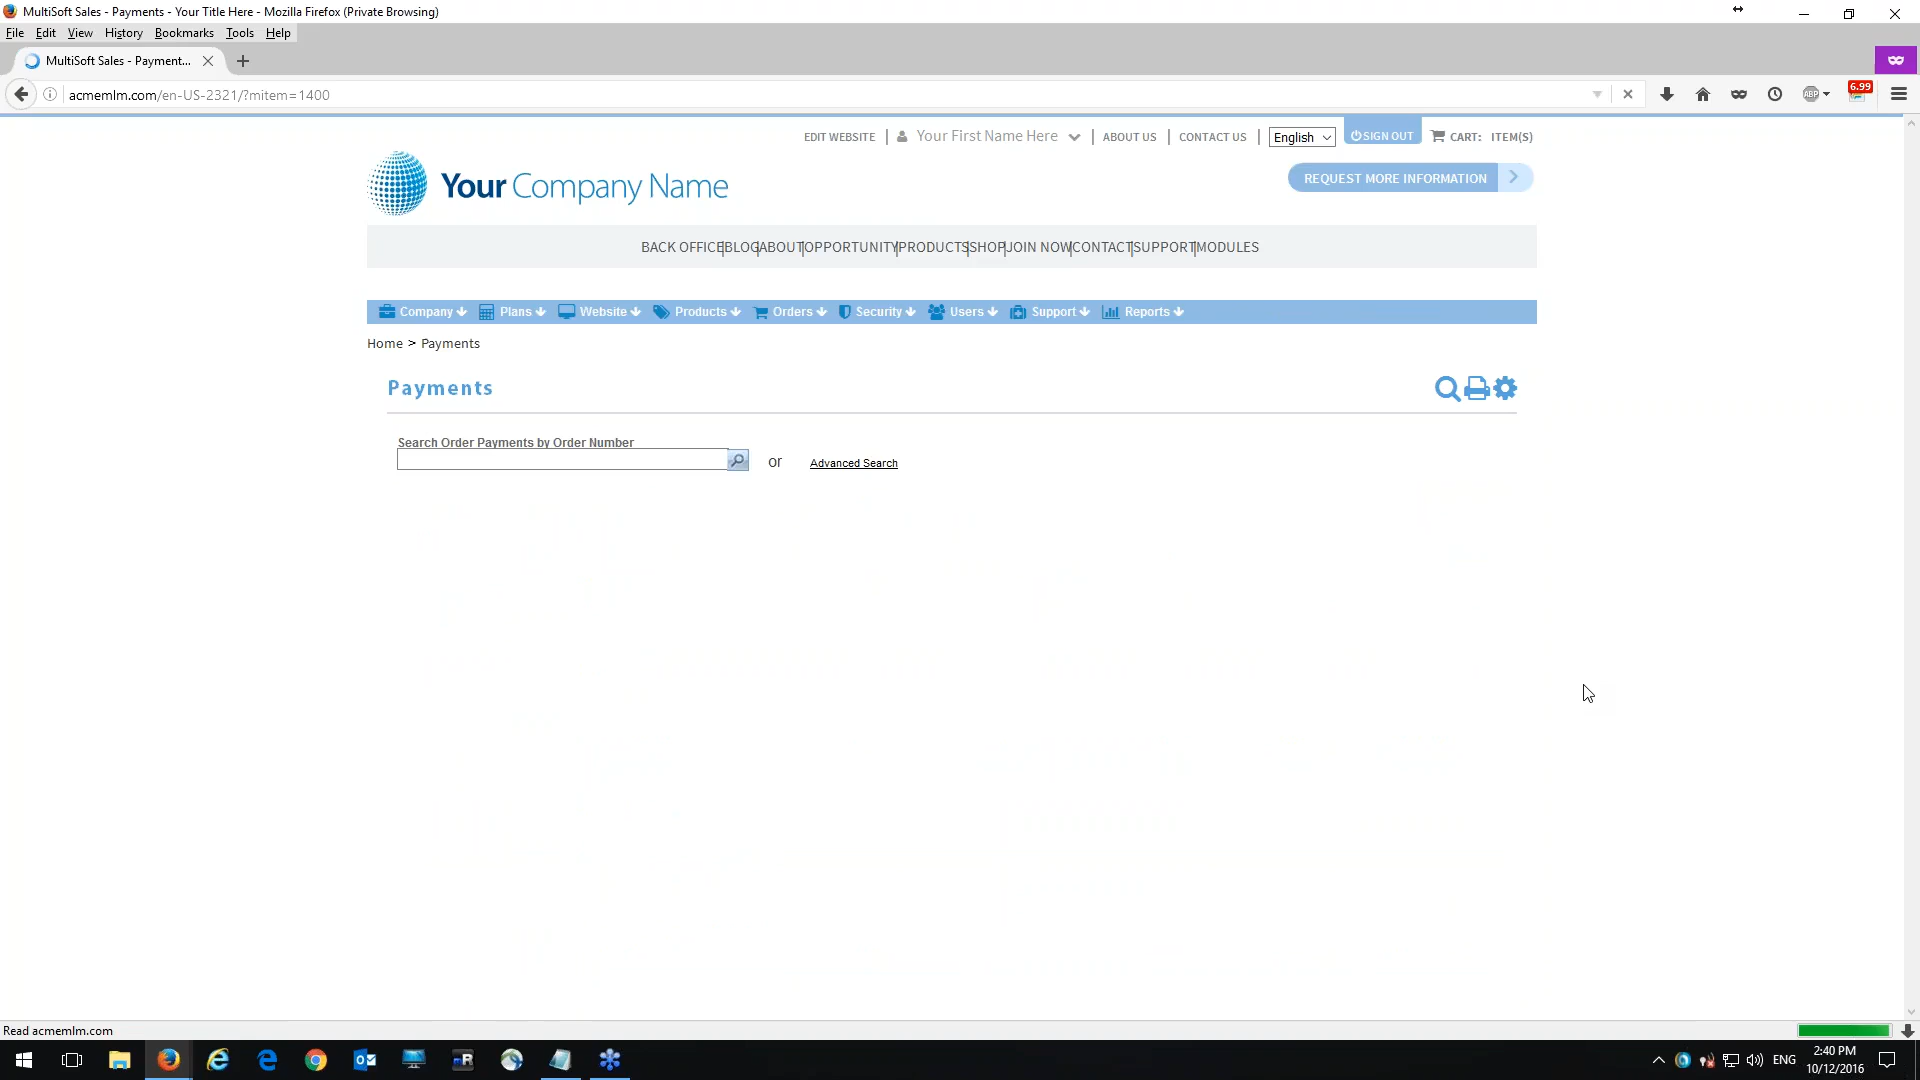 MultiSoft Sales - Payments - Your Title Here - Mozilla Firefox (Private Browsing)
File Edit View History Bookmarks Tools Help
MultiSoft Sales - Payment...
acmemlm.com/en-US-2321/?mitem=1400
ABP
6.99
EDIT WEBSITE | Your First Name Here | ABOUT US | CONTACT US | English SIGN OUT CART: ITEM(S)
Your Company Name
REQUEST MORE INFORMATION
BACK OFFICE|BLOG|ABOUT|OPPORTUNITY|PRODUCTS|SHOP|JOIN NOW|CONTACT|SUPPORT|MODULES
Company Plans Website Products Orders Security Users Support Reports
Home > Payments
Payments
Search Order Payments by Order Number
or Advanced Search
Read acmemlm.com
ENG
2:40 PM
10/12/2016